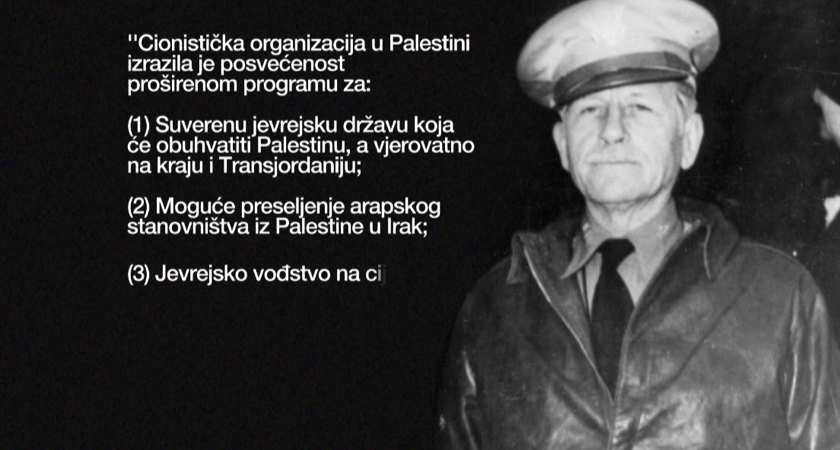 "Cionistička organizacija u Palestini
izrazila je posvećenost
proširenom programu za:
(1) Suverenu jevrejsku državu koja
će obuhvatiti Palestinu, a vjerovatno
na kraju i Transjordaniju;
(2) Moguće preseljenje arapskog
stanovništva iz Palestine u Irak;
(3) Jevrejsko vođstvo na